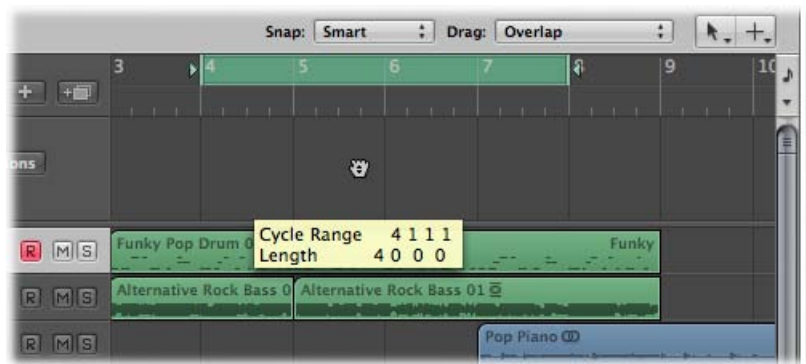 Snap: Smart Drag: Overlap
3 4 5 6 7 8 9 10
ons
R M S Funky Pop Drum 0 Funky
Cycle Range 4 1 1 1
Length 4 0 0 0
R M S Alternative Rock Bass 0 Alternative Rock Bass 01
R M S Pop Piano